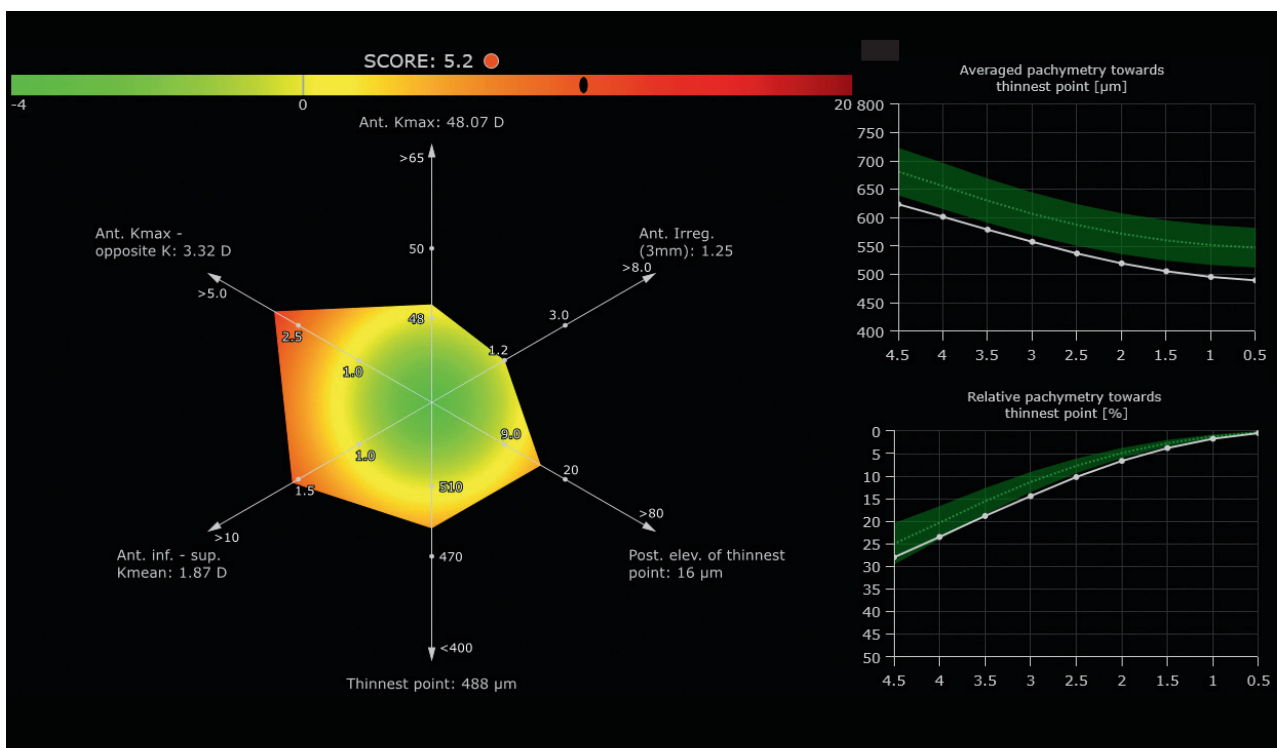 SCORE: 5.2
-4
0
20
Ant. Kmax: 48.07 D
>65
50
48
Ant. Kmax -
opposite K: 3.32 D
>5.0
2.5
1.0
Ant. Irreg.
(3mm): 1.25
>8.0
3.0
1.2
1.0
1.5
>10
Ant. inf. - sup.
Kmean: 1.87 D
9.0
20
>80
Post. elev. of thinnest
point: 16 µm
510
470
<400
Thinnest point: 488 µm
Averaged pachymetry towards
thinnest point [µm]
800
750
700
650
600
550
500
450
400
4.5 4 3.5 3 2.5 2 1.5 1 0.5
Relative pachymetry towards
thinnest point [%]
0
5
10
15
20
25
30
35
40
45
50
4.5 4 3.5 3 2.5 2 1.5 1 0.5